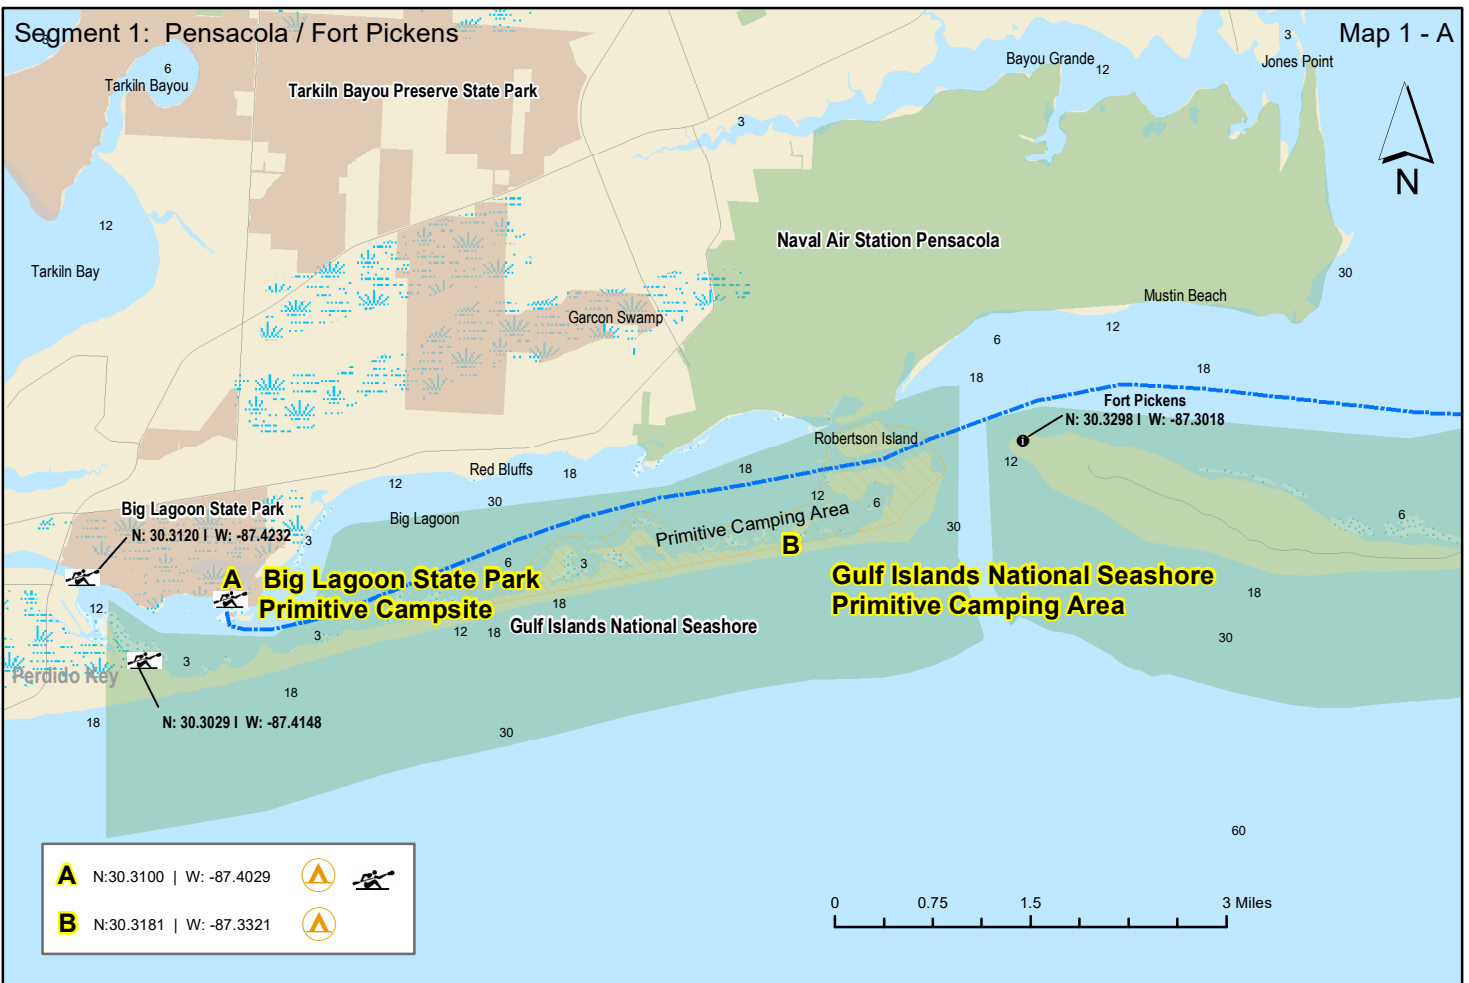 Segment 1: Pensacola / Fort Pickens
Map 1 - A
3
Bayou Grande
12
Jones Point
6
Tarkiln Bayou
Tarkiln Bayou Preserve State Park
3
N
12
Tarkiln Bay
Naval Air Station Pensacola
30
Mustin Beach
Garcon Swamp
12
6
18
18
Fort Pickens
N: 30.3298 I W: -87.3018
i
12
Robertson Island
Red Bluffs
18
18
12
30
12
6
6
Big Lagoon State Park
N: 30.3120 I W: -87.4232
3
Big Lagoon
Primitive Camping Area
30
B
6
3
A Big Lagoon State Park
Primitive Campsite
Gulf Islands National Seashore
Primitive Camping Area
12
18
18
Gulf Islands National Seashore
12
18
3
30
3
Perdido Key
18
18
N: 30.3029 I W: -87.4148
30
60
A N:30.3100 | W: -87.4029
B N:30.3181 | W: -87.3321
0 0.75 1.5 3 Miles